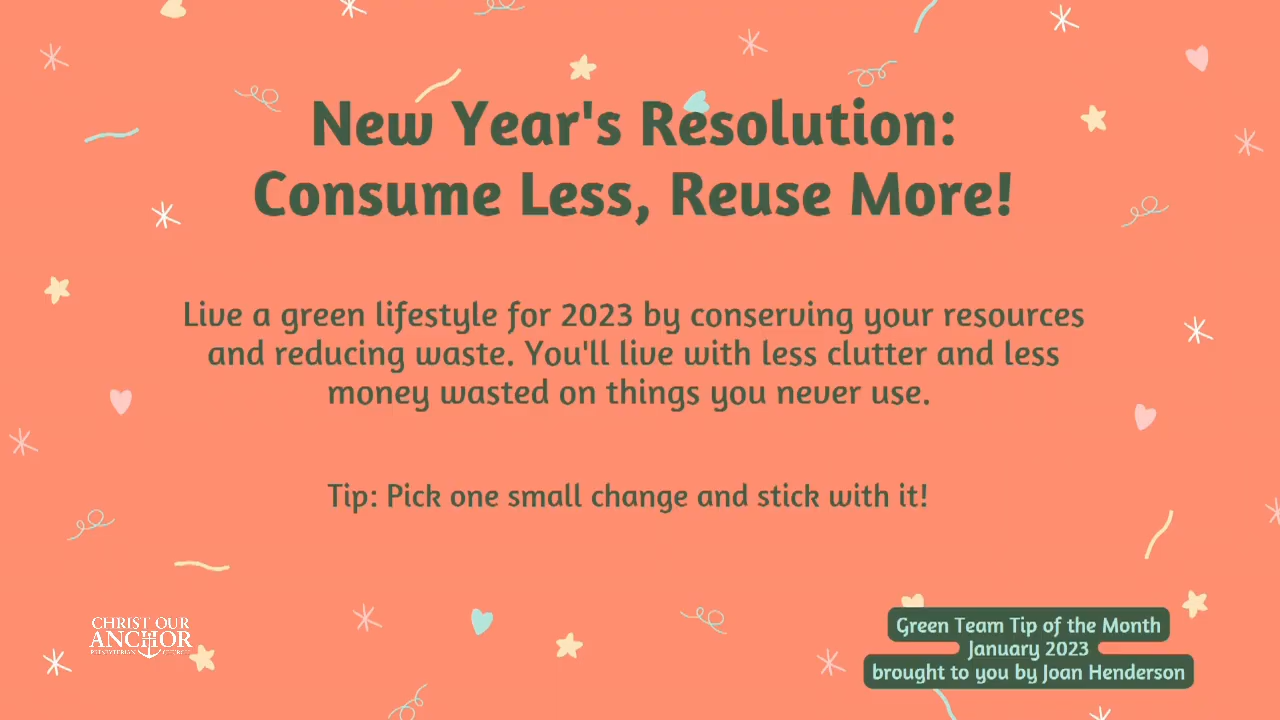 New Year's Resolution:
Consume Less, Reuse More!
Live a green lifestyle for 2023 by conserving your resources
and reducing waste. You'll live with less clutter and less
money wasted on things you never use.
Tip: Pick one small change and stick with it!
CHRIST OUR
ANCHOR
PRESBYTERIAN CHURCH
Green Team Tip of the Month
January 2023
brought to you by Joan Henderson